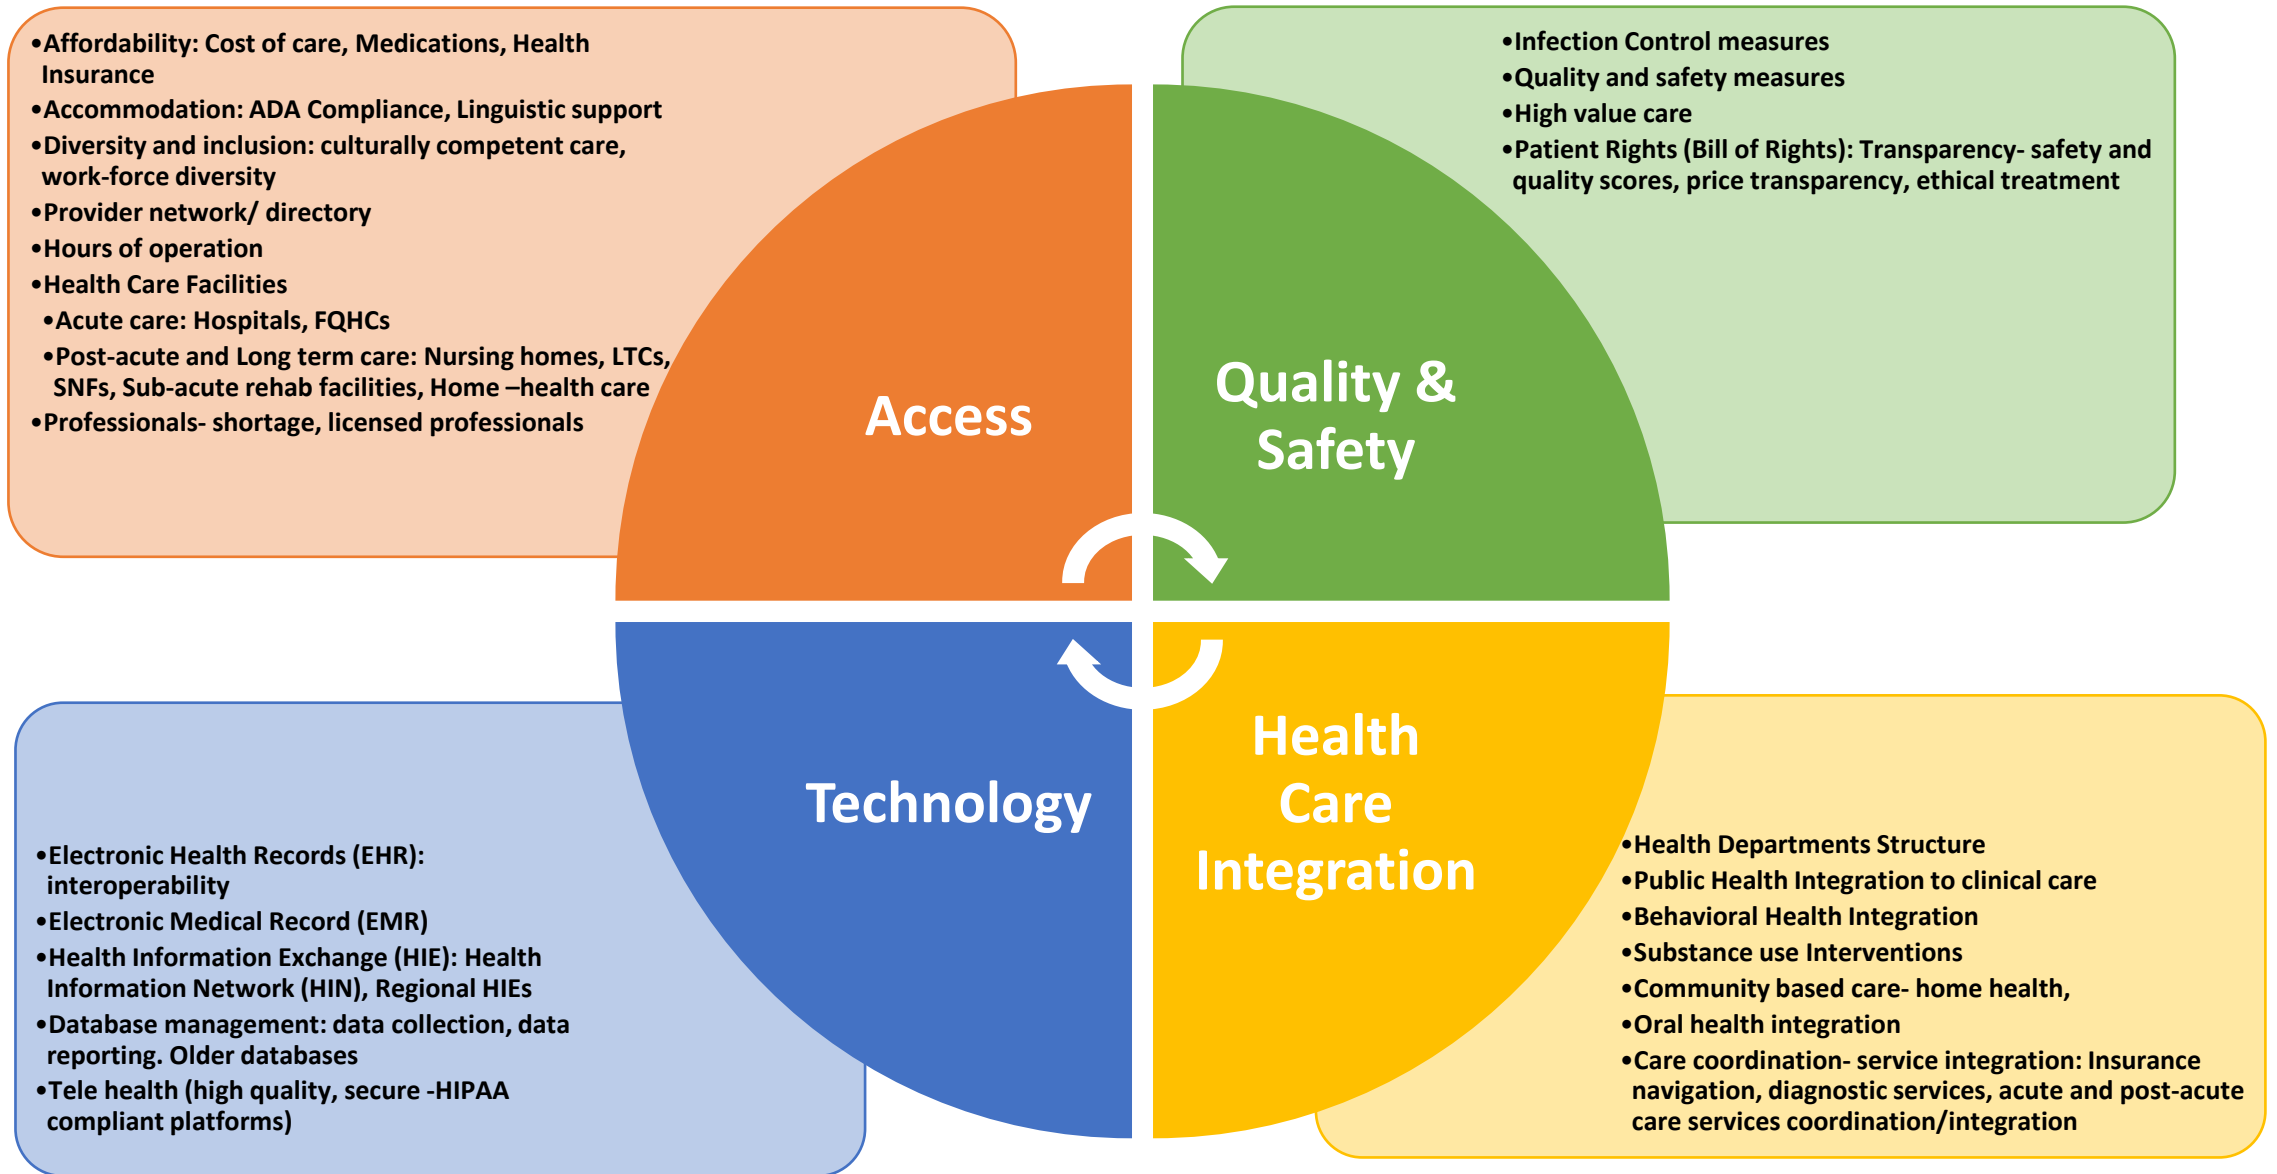 •Affordability: Cost of care, Medications, Health
Insurance
•Accommodation: ADA Compliance, Linguistic support
•Diversity and inclusion: culturally competent care,
work-force diversity
•Provider network/ directory
•Hours of operation
•Health Care Facilities
•Acute care: Hospitals, FQHCs
•Post-acute and Long term care: Nursing homes, LTCs,
SNFs, Sub-acute rehab facilities, Home –health care
•Professionals- shortage, licensed professionals
Access
•Infection Control measures
•Quality and safety measures
•High value care
•Patient Rights (Bill of Rights): Transparency- safety and
quality scores, price transparency, ethical treatment
Quality &
Safety
Technology
•Electronic Health Records (EHR):
interoperability
•Electronic Medical Record (EMR)
•Health Information Exchange (HIE): Health
Information Network (HIN), Regional HIEs
•Database management: data collection, data
reporting. Older databases
•Tele health (high quality, secure -HIPAA
compliant platforms)
Health
Care
Integration
•Health Departments Structure
•Public Health Integration to clinical care
•Behavioral Health Integration
•Substance use Interventions
•Community based care- home health,
•Oral health integration
•Care coordination- service integration: Insurance
navigation, diagnostic services, acute and post-acute
care services coordination/integration